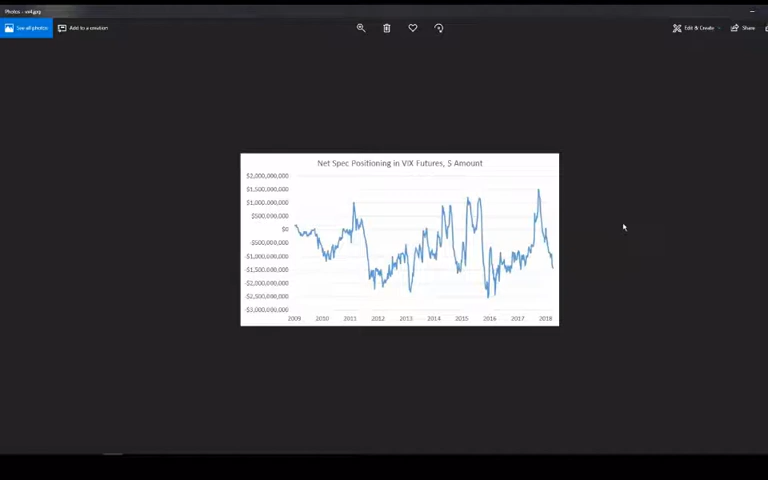 Photos - vix4.jpg
See all photos
Add to a creation
Edit & Create
Share
Net Spec Positioning in VIX Futures, $ Amount
$2,000,000,000
$1,500,000,000
$1,000,000,000
$500,000,000
$0
-$500,000,000
-$1,000,000,000
-$1,500,000,000
-$2,000,000,000
-$2,500,000,000
-$3,000,000,000
2009 2010 2011 2012 2013 2014 2015 2016 2017 2018